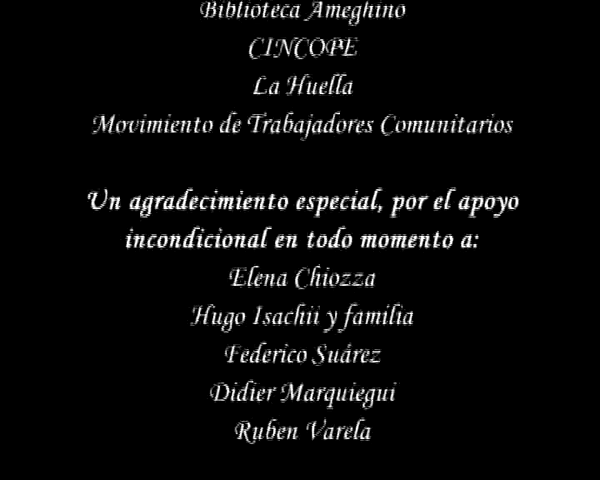 Biblioteca Ameghino
CINCOPE
La Huella
Movimiento de Trabajadores Comunitarios
Un agradecimiento especial, por el apoyo
incondicional en todo momento a:
Elena Chiozza
Hugo Isachii y familia
Federico Suárez
Didier Marquiegui
Ruben Varela